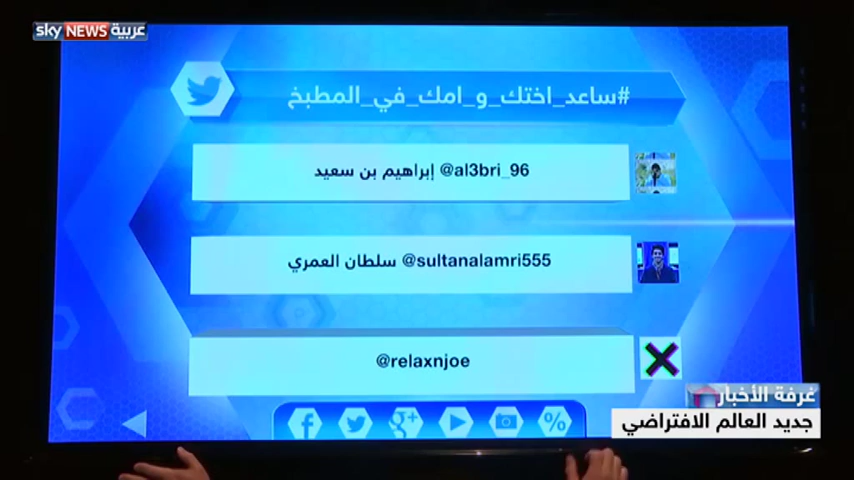 sky NEWS عربية
#ساعد_اختك_و_امك_في_المطبخ
إبراهيم بن سعيد @al3bri_96
سلطان العمري @sultanalamri555
@relaxnjoe
f g+ %
غرفة الأخبار
جديد العالم الافتراضي